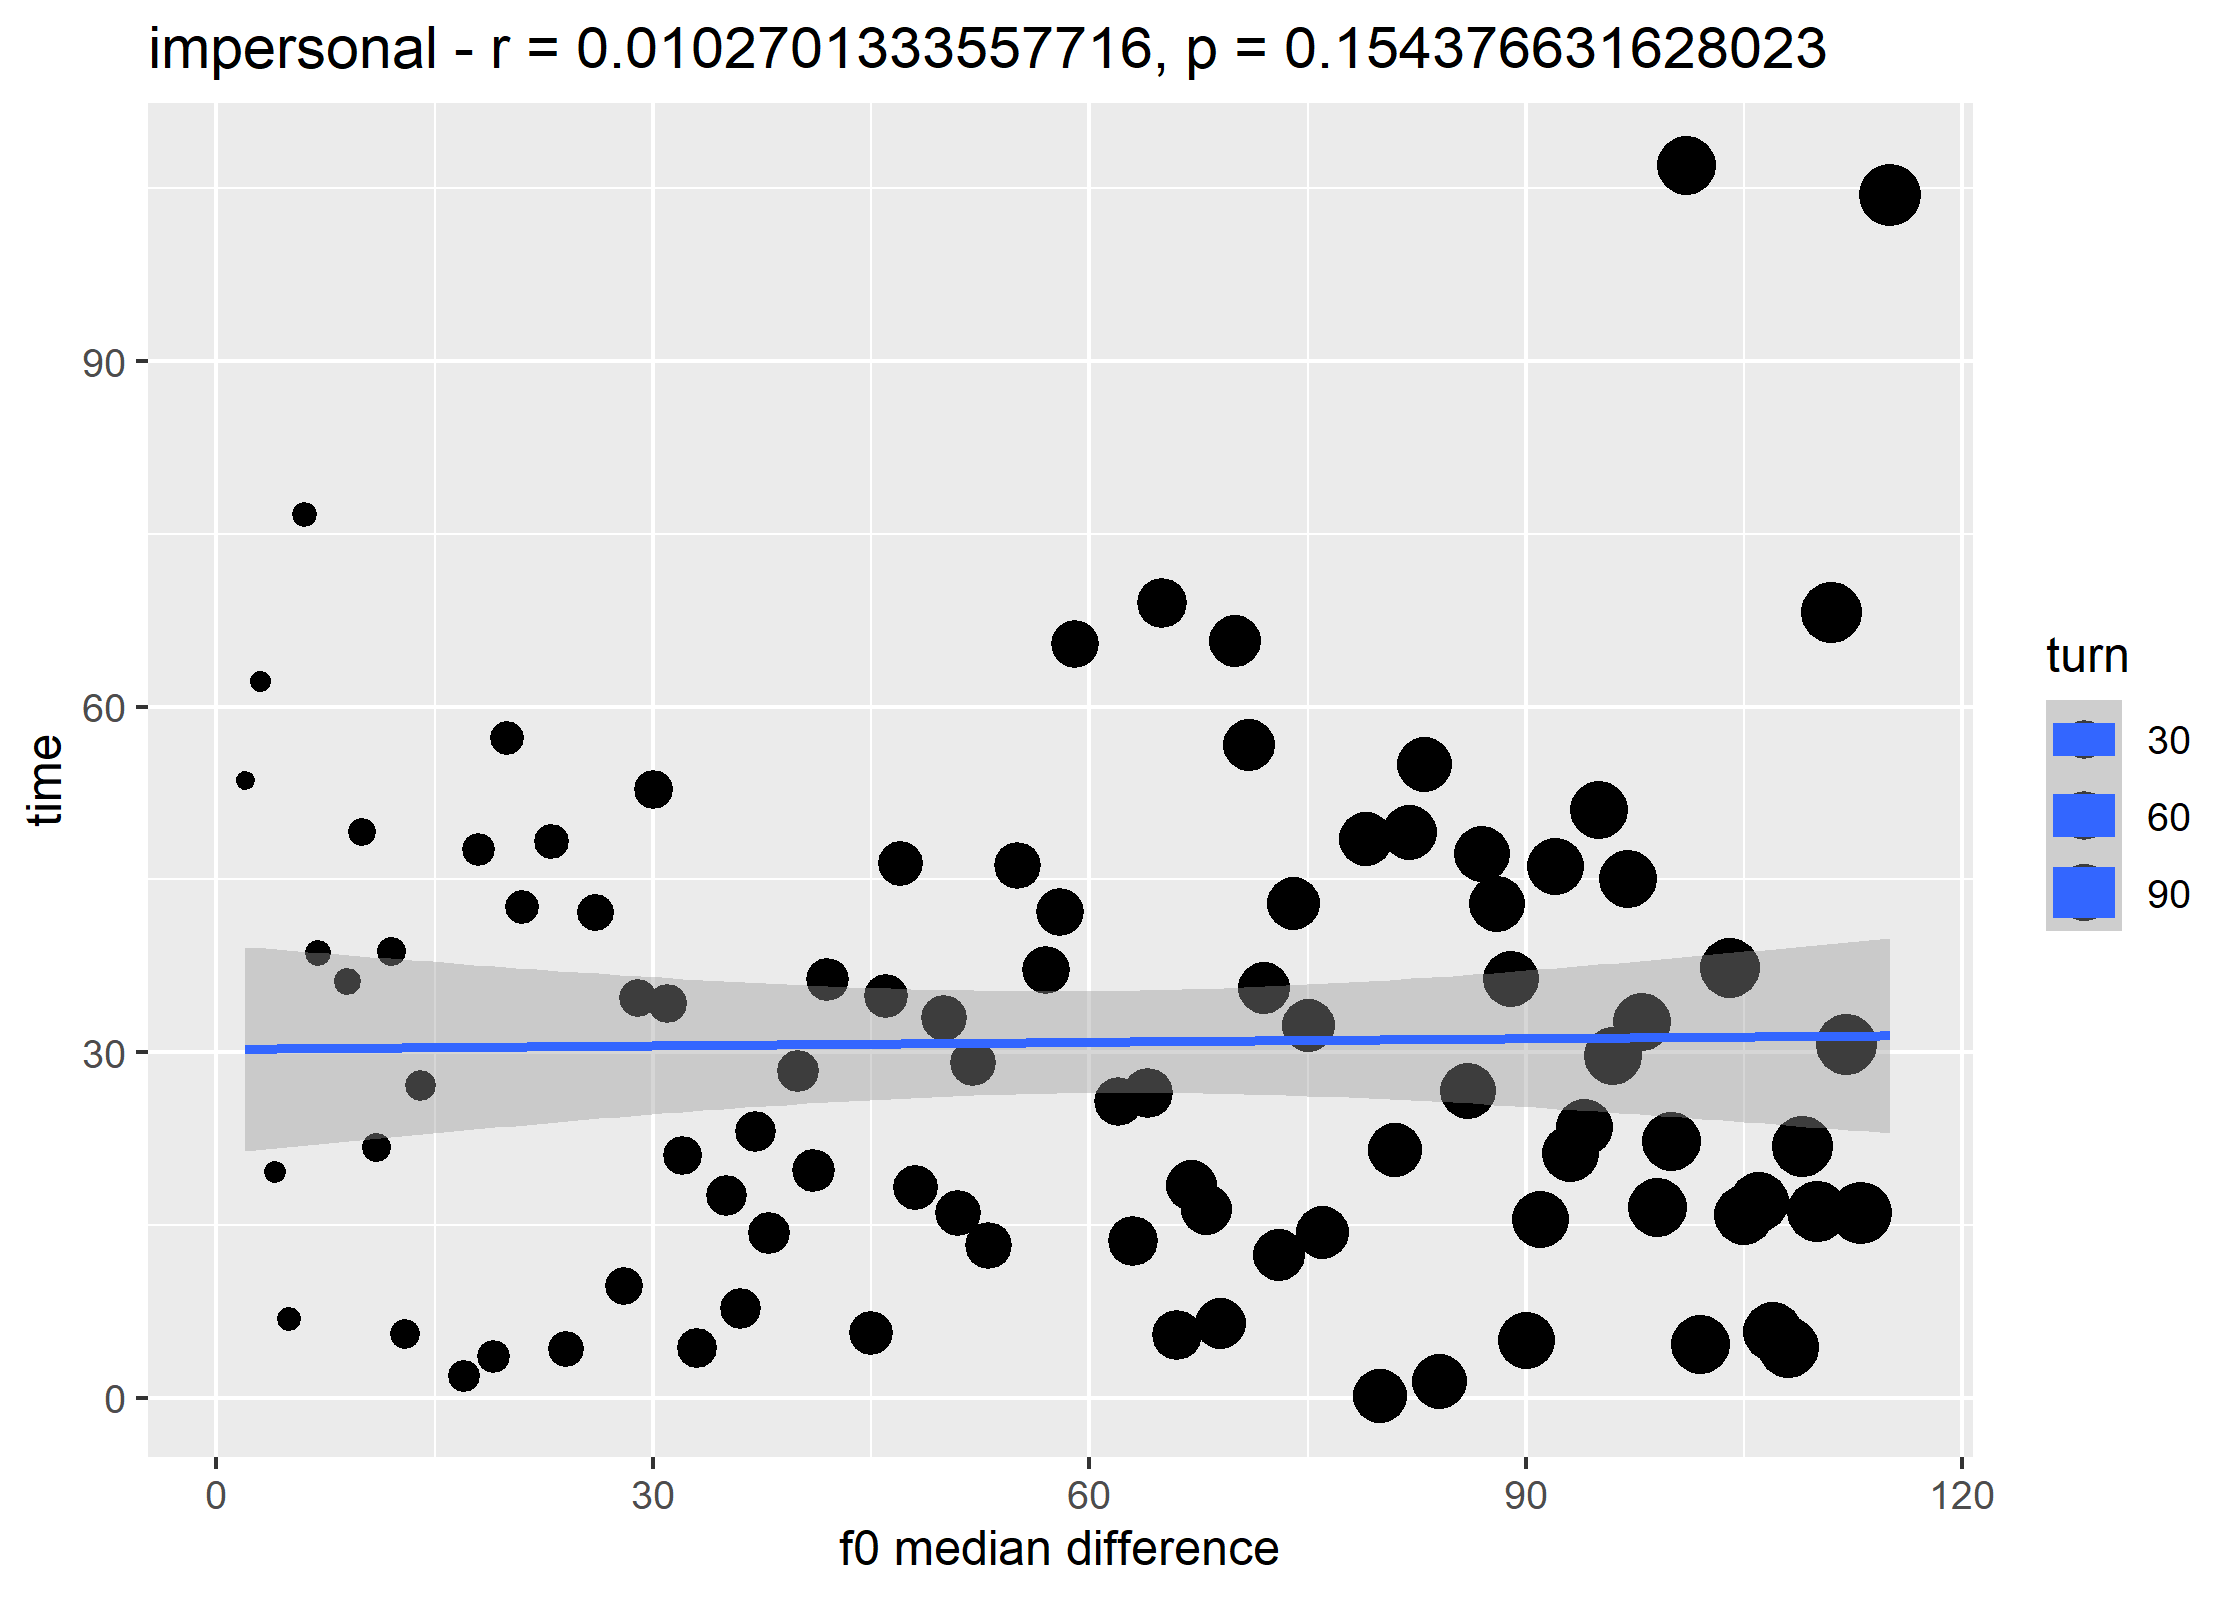 impersonal - r = 0.0102701333557716, p = 0.154376631628023
time
90
60
30
0
0 30 60 90 120
f0 median difference
turn
30
60
90